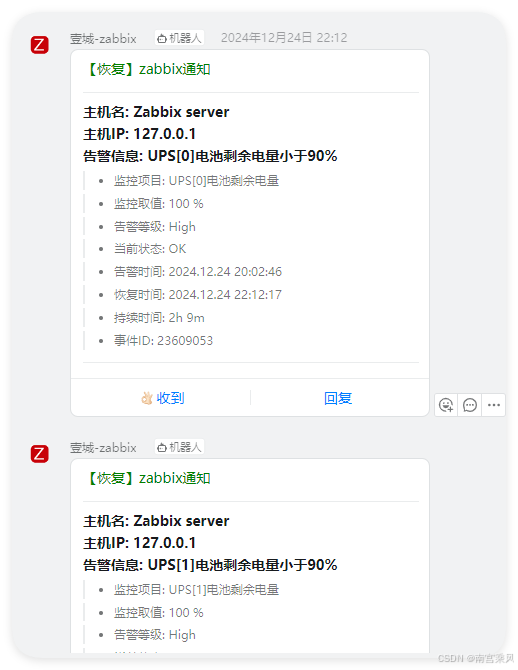 Z
壹城-zabbix 机器人 2024年12月24日 22:12
【恢复】zabbix通知
主机名: Zabbix server
主机IP: 127.0.0.1
告警信息: UPS[0]电池剩余电量小于90%
• 监控项目: UPS[0]电池剩余电量
• 监控取值: 100 %
• 告警等级: High
• 当前状态: OK
• 告警时间: 2024.12.24 20:02:46
• 恢复时间: 2024.12.24 22:12:17
• 持续时间: 2h 9m
• 事件ID: 23609053
👌🏻 收到 回复
Z
壹城-zabbix 机器人
【恢复】zabbix通知
主机名: Zabbix server
主机IP: 127.0.0.1
告警信息: UPS[1]电池剩余电量小于90%
• 监控项目: UPS[1]电池剩余电量
• 监控取值: 100 %
• 告警等级: High
CSDN @南宫乘风